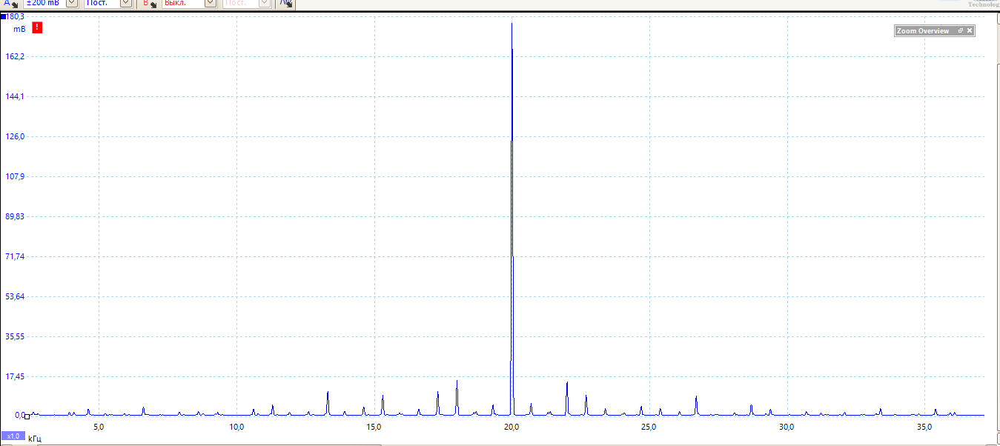 A ±200 mВ Пост. B Выкл. Пост.
Technolog
180,3
mВ !
Zoom Overview
162,2
144,1
126,0
107,9
89,83
71,74
53,64
35,55
17,45
0,0
5,0 10,0 15,0 20,0 25,0 30,0 35,0
x1,0 кГц